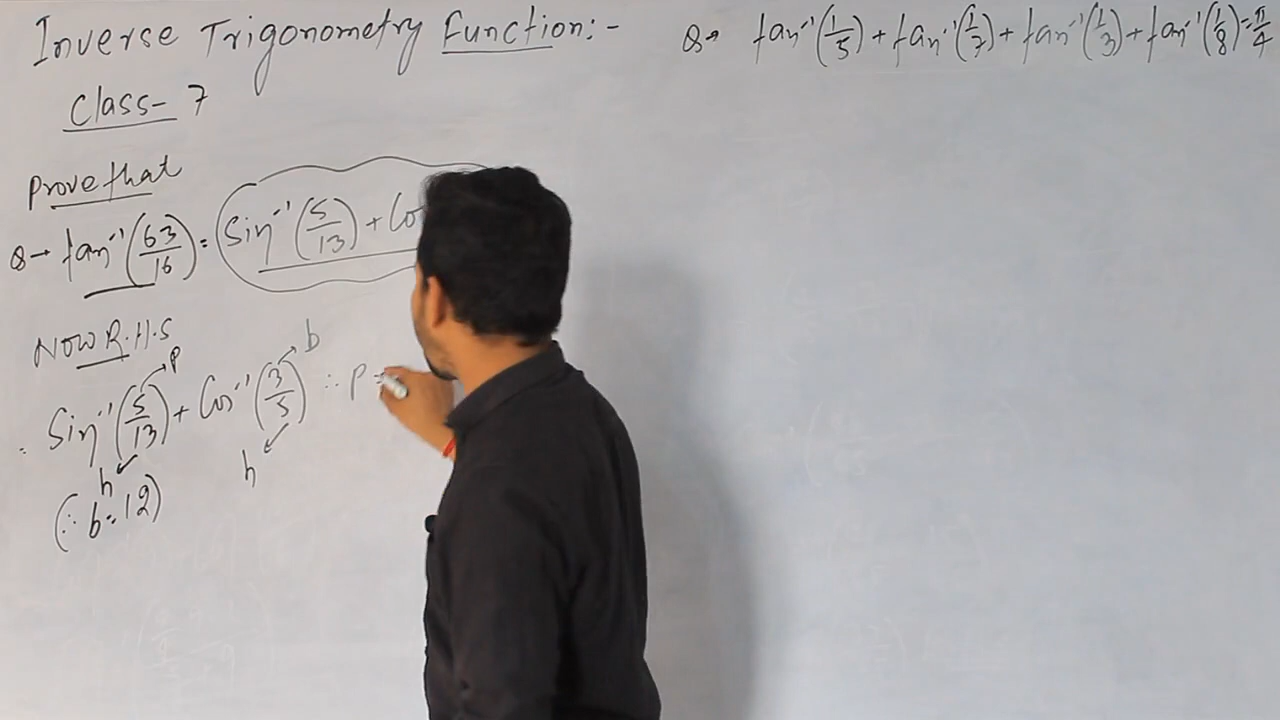 Inverse Trigonometry Function:-
Class- 7
Prove that
Q→ tan⁻¹(63/16) = Sin⁻¹(5/13) + Co
Now R.H.S
= Sin⁻¹(5/13) + Cos⁻¹(3/5) ∴ P =
p
h
b
h
(∴ b=12)
Q→ tan⁻¹(1/5) + tan⁻¹(1/7) + tan⁻¹(1/3) + tan⁻¹(1/8) = π/4